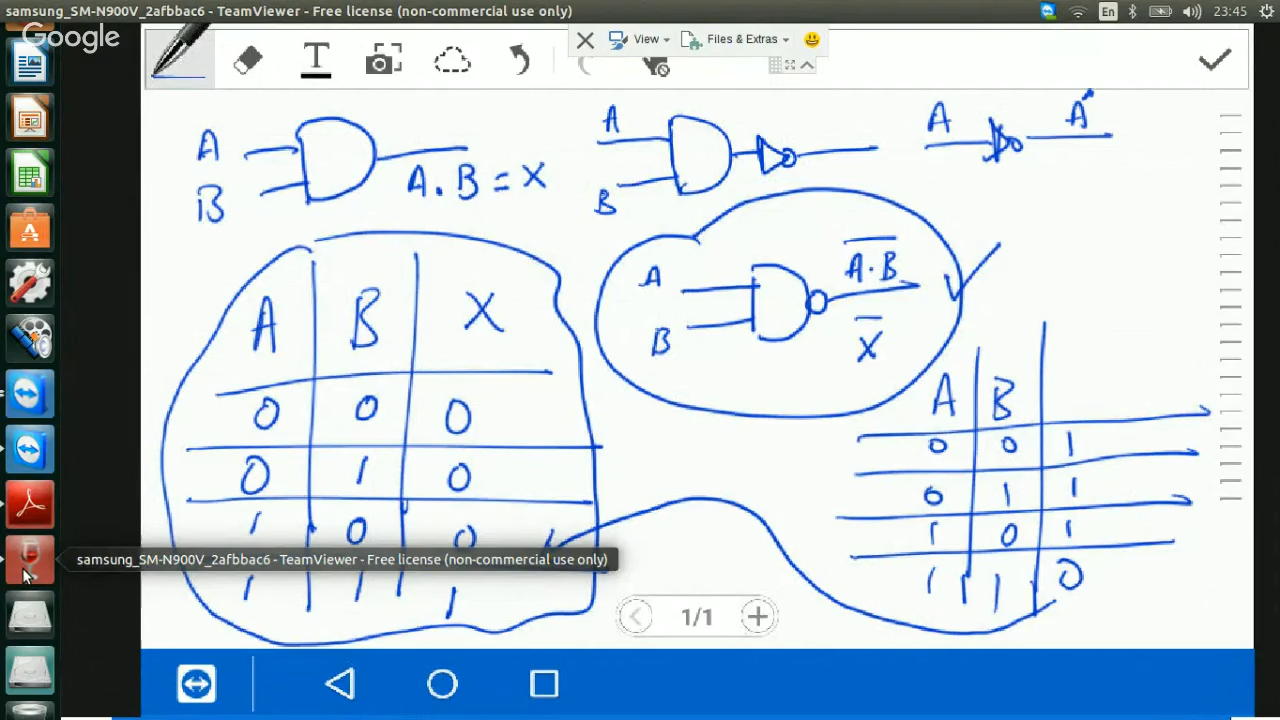 samsung_SM-N900V_2afbbac6 - TeamViewer - Free license (non-commercial use only)
En
23:45
Google
T
View
Files & Extras
A
B
A.B = X
A
B
A
A'
A B X
0 0 0
0 1 0
1 0 0
1 1 1
A
B
A.B
X
A B
0 0 1
0 1 1
1 0 1
1 1 0
samsung_SM-N900V_2afbbac6 - TeamViewer - Free license (non-commercial use only)
1/1